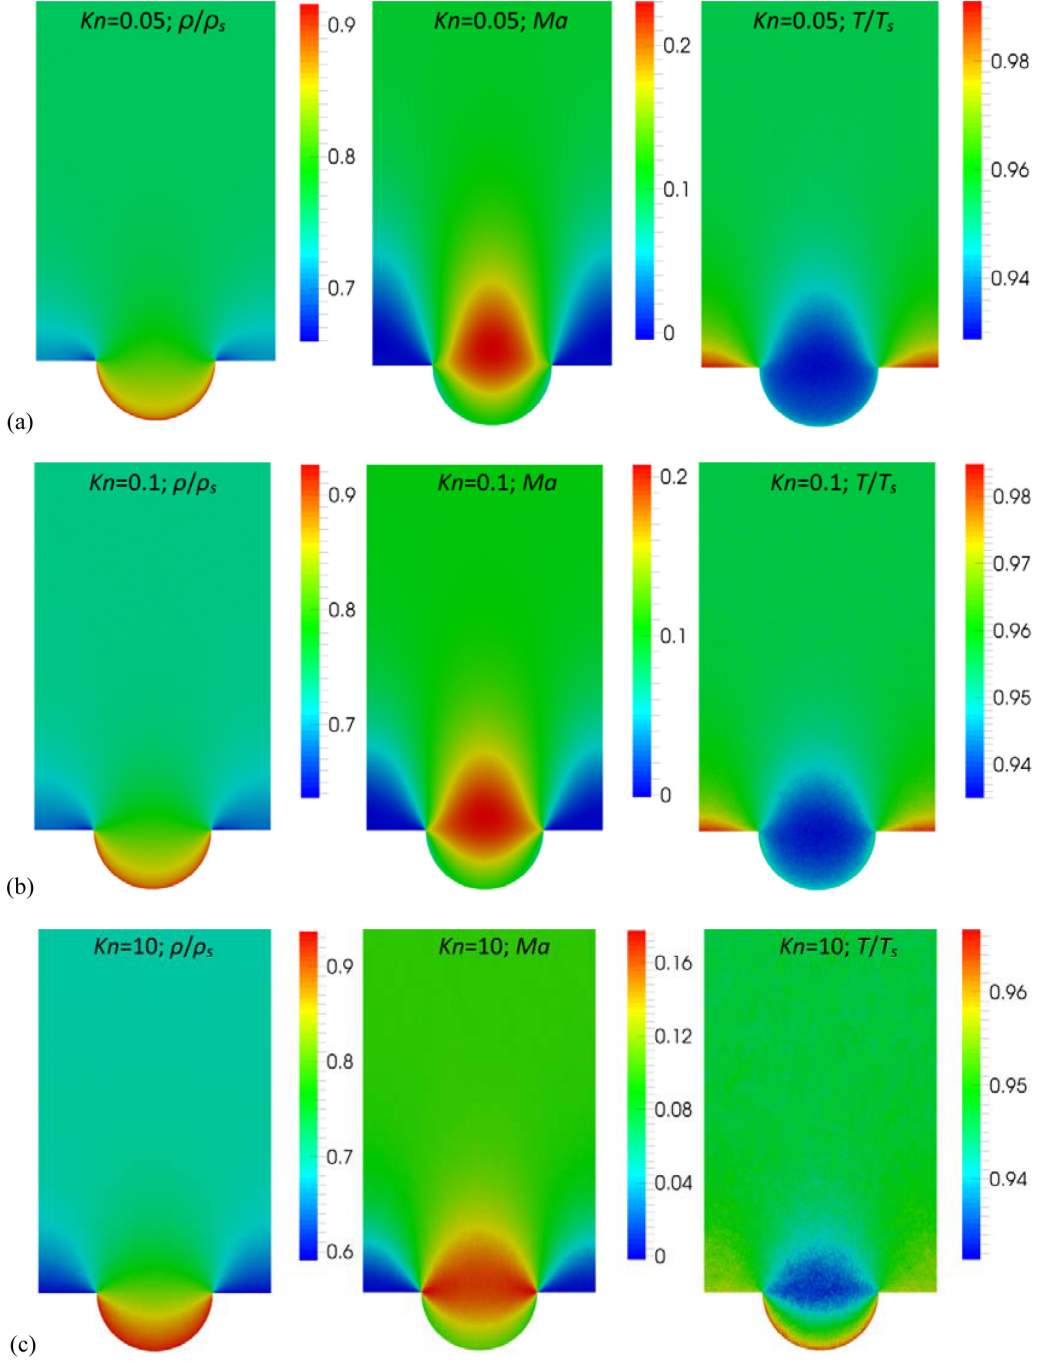 Kn=0.05; ρ/ρs
0.9
0.8
0.7
Kn=0.05; Ma
0.2
0.1
0
Kn=0.05; T/Ts
0.98
0.96
0.94
(a)
Kn=0.1; ρ/ρs
0.9
0.8
0.7
Kn=0.1; Ma
0.2
0.1
0
Kn=0.1; T/Ts
0.98
0.97
0.96
0.95
0.94
(b)
Kn=10; ρ/ρs
0.9
0.8
0.7
0.6
Kn=10; Ma
0.16
0.12
0.08
0.04
0
Kn=10; T/Ts
0.96
0.95
0.94
(c)